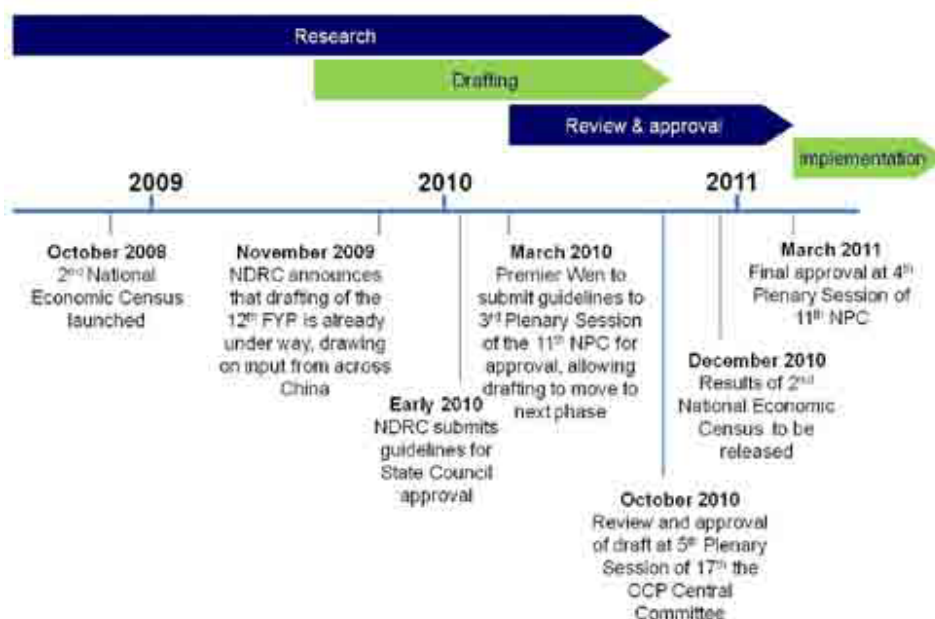 Research
Drafting
Review & approval
Implementation
2009
2010
2011
October 2008
2nd National
Economic Census
launched
November 2009
NDRC announces
that drafting of the
12th FYP is already
under way, drawing
on input from across
China
Early 2010
NDRC submits
guidelines for
State Council
approval
March 2010
Premier Wen to
submit guidelines to
3rd Plenary Session
of the 11th NPC for
approval, allowing
drafting to move to
next phase
October 2010
Review and approval
of draft at 5th Plenary
Session of 17th the
CCP Central
Committee
December 2010
Results of 2nd
National Economic
Census to be
released
March 2011
Final approval at 4th
Plenary Session of
11th NPC